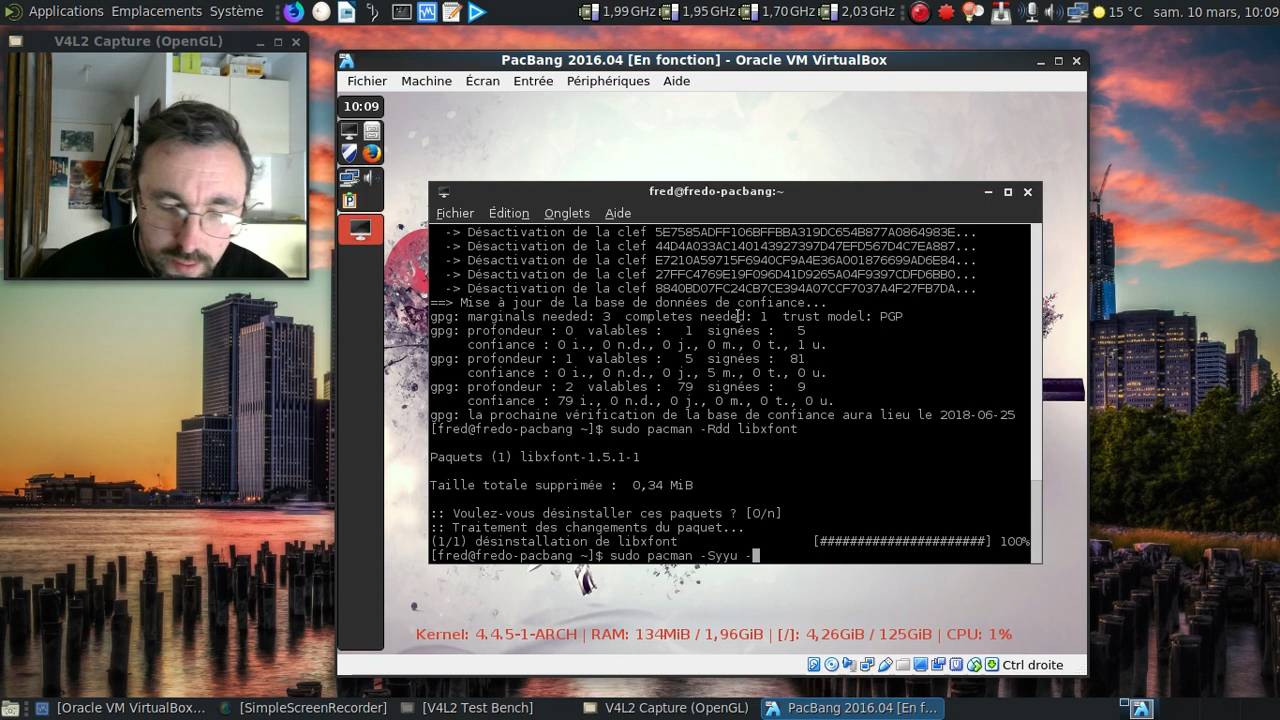 Applications Emplacements Système
1,99 GHz 1,95 GHz 1,70 GHz 2,03 GHz 15 °C sam. 10 mars, 10:09
V4L2 Capture (OpenGL)
PacBang 2016.04 [En fonction] - Oracle VM VirtualBox
Fichier Machine Écran Entrée Périphériques Aide
10:09
fred@fredo-pacbang:~
Fichier Édition Onglets Aide
-> Désactivation de la clef 5E7585ADFF106BFFBBA319DC654B877A0864983E...
-> Désactivation de la clef 44D4A033AC140143927397D47EFD567D4C7EA887...
-> Désactivation de la clef E7210A59715F6940CF9A4E36A001876699AD6E84...
-> Désactivation de la clef 27FFC4769E19F096D41D9265A04F9397CDFD6BB0...
-> Désactivation de la clef 8840BD07FC24CB7CE394A07CCF7037A4F27FB7DA...
==> Mise à jour de la base de données de confiance...
gpg: marginals needed: 3  completes needed: 1  trust model: PGP
gpg: profondeur : 0  valables :   1  signées :   5
confiance : 0 i., 0 n.d., 0 j., 0 m., 0 t., 1 u.
gpg: profondeur : 1  valables :   5  signées :  81
confiance : 0 i., 0 n.d., 0 j., 5 m., 0 t., 0 u.
gpg: profondeur : 2  valables :  79  signées :   9
confiance : 79 i., 0 n.d., 0 j., 0 m., 0 t., 0 u.
gpg: la prochaine vérification de la base de confiance aura lieu le 2018-06-25
[fred@fredo-pacbang ~]$ sudo pacman -Rdd libxfont
Paquets (1) libxfont-1.5.1-1
Taille totale supprimée :  0,34 MiB
:: Voulez-vous désinstaller ces paquets ? [O/n]
:: Traitement des changements du paquet...
(1/1) désinstallation de libxfont [######################] 100%
[fred@fredo-pacbang ~]$ sudo pacman -Syyu -
Kernel: 4.4.5-1-ARCH | RAM: 134MiB / 1,96GiB | [/]: 4,26GiB / 125GiB | CPU: 1%
Ctrl droite
[Oracle VM VirtualBox... [SimpleScreenRecorder] [V4L2 Test Bench] V4L2 Capture (OpenGL) PacBang 2016.04 [En f...